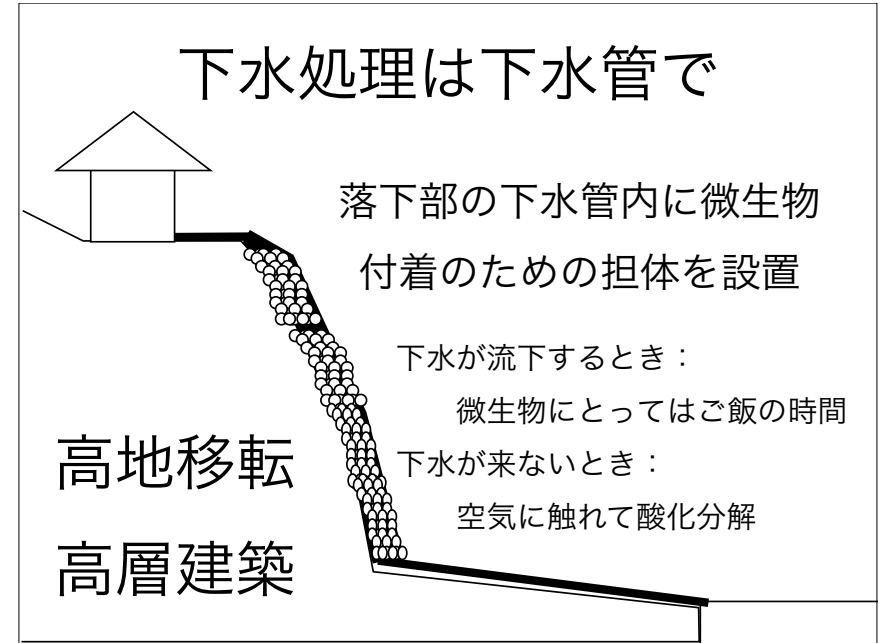 下水処理は下水管で
落下部の下水管内に微生物
付着のための担体を設置
下水が流下するとき：
微生物にとってはご飯の時間
下水が来ないとき：
空気に触れて酸化分解
高地移転
高層建築